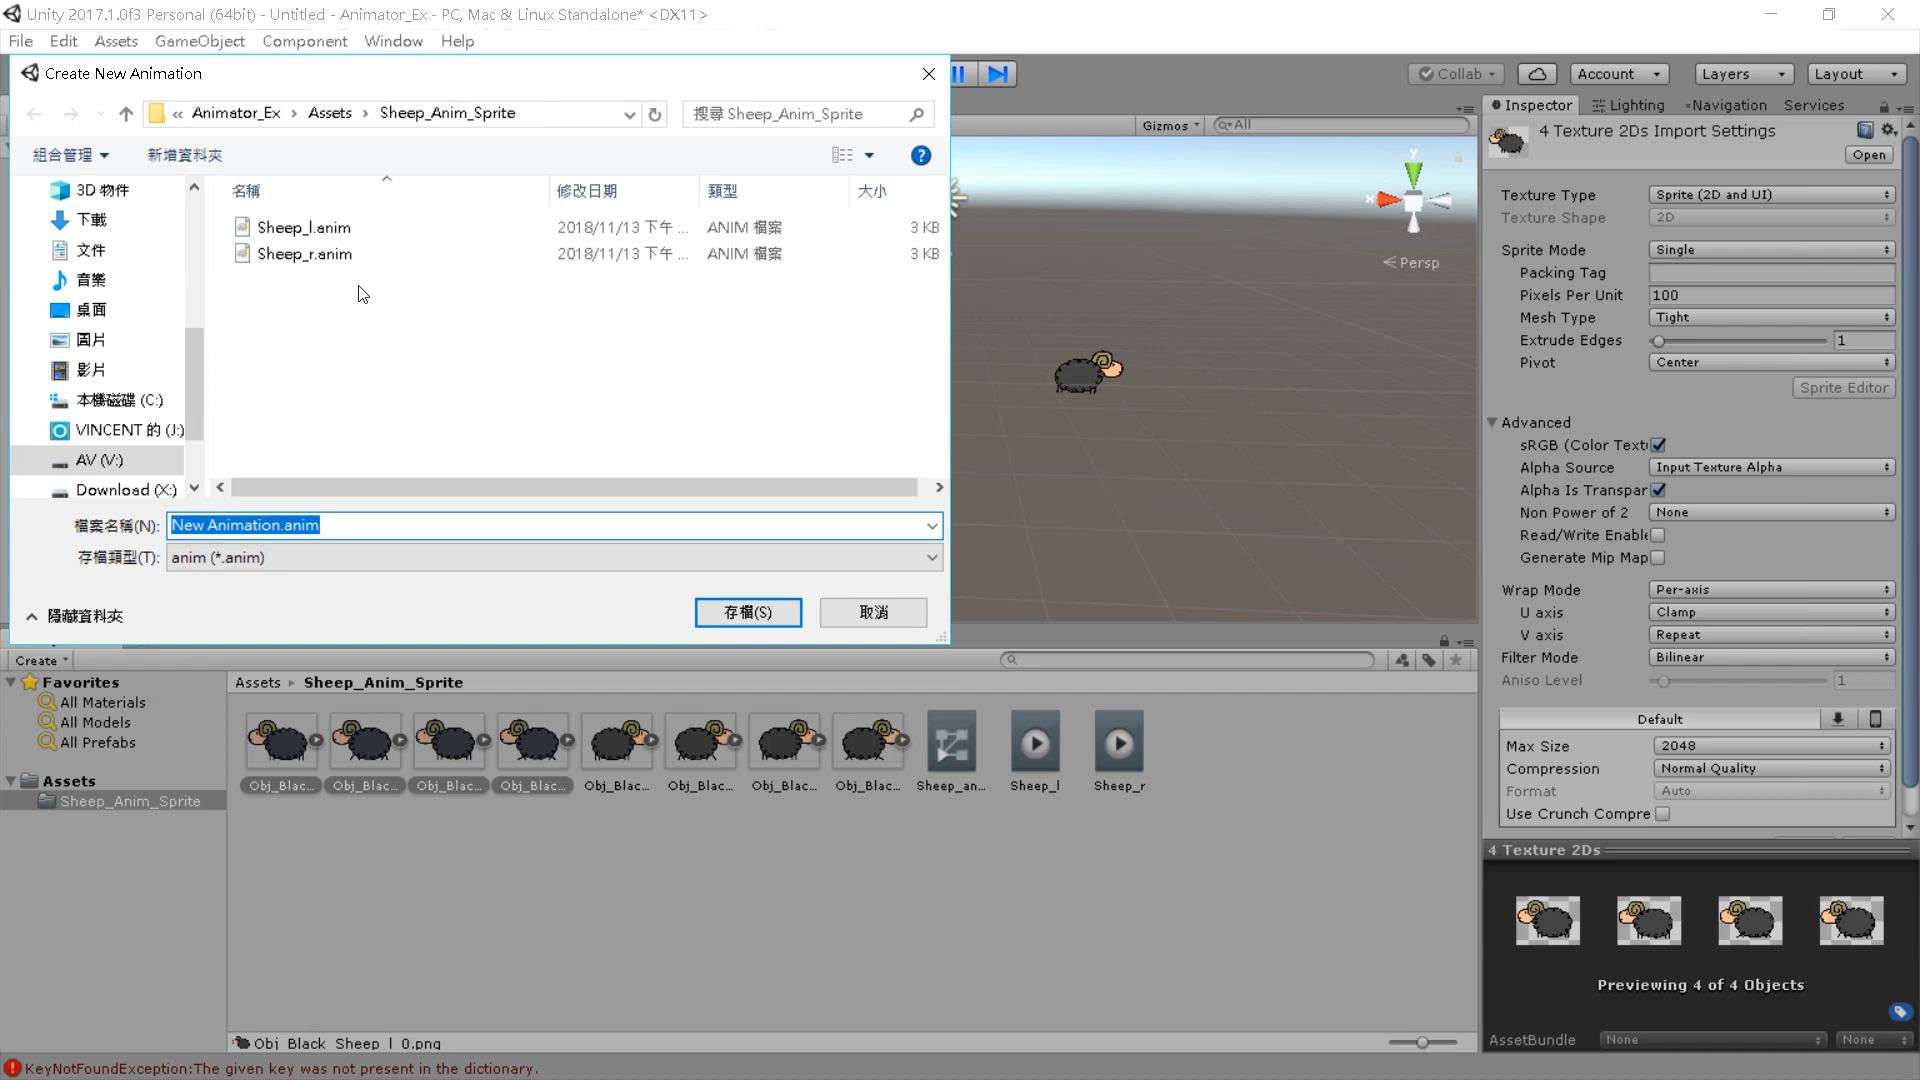 Unity 2017.1.0f3 Personal (64bit) - Untitled - Animator_Ex - PC, Mac & Linux Standalone* <DX11>
File Edit Assets GameObject Component Window Help
Create New Animation
« Animator_Ex › Assets › Sheep_Anim_Sprite
搜尋 Sheep_Anim_Sprite
組合管理 新增資料夾
名稱 修改日期 類型 大小
Sheep_l.anim 2018/11/13 下午 ... ANIM 檔案 3 KB
Sheep_r.anim 2018/11/13 下午 ... ANIM 檔案 3 KB
3D 物件
下載
文件
音樂
桌面
圖片
影片
本機磁碟 (C:)
VINCENT 的 (J:)
AV (V:)
Download (X:)
檔案名稱(N): New Animation.anim
存檔類型(T): anim (*.anim)
隱藏資料夾
存檔(S) 取消
Collab Account Layers Layout
Gizmos All
y
x
Persp
Inspector Lighting Navigation Services
4 Texture 2Ds Import Settings
Open
Texture Type Sprite (2D and UI)
Texture Shape 2D
Sprite Mode Single
Packing Tag
Pixels Per Unit 100
Mesh Type Tight
Extrude Edges 1
Pivot Center
Sprite Editor
Advanced
sRGB (Color Text
Alpha Source Input Texture Alpha
Alpha Is Transpar
Non Power of 2 None
Read/Write Enabl
Generate Mip Map
Wrap Mode Per-axis
U axis Clamp
V axis Repeat
Filter Mode Bilinear
Aniso Level 1
Default
Max Size 2048
Compression Normal Quality
Format Auto
Use Crunch Compre
4 Texture 2Ds
Previewing 4 of 4 Objects
AssetBundle None None
Create
Favorites
All Materials
All Models
All Prefabs
Assets
Sheep_Anim_Sprite
Assets ▸ Sheep_Anim_Sprite
Obj_Blac... Obj_Blac... Obj_Blac... Obj_Blac... Obj_Blac... Obj_Blac... Obj_Blac... Obj_Blac... Sheep_an... Sheep_l Sheep_r
Obj_Black_Sheep_l_0.png
KeyNotFoundException:The given key was not present in the dictionary.